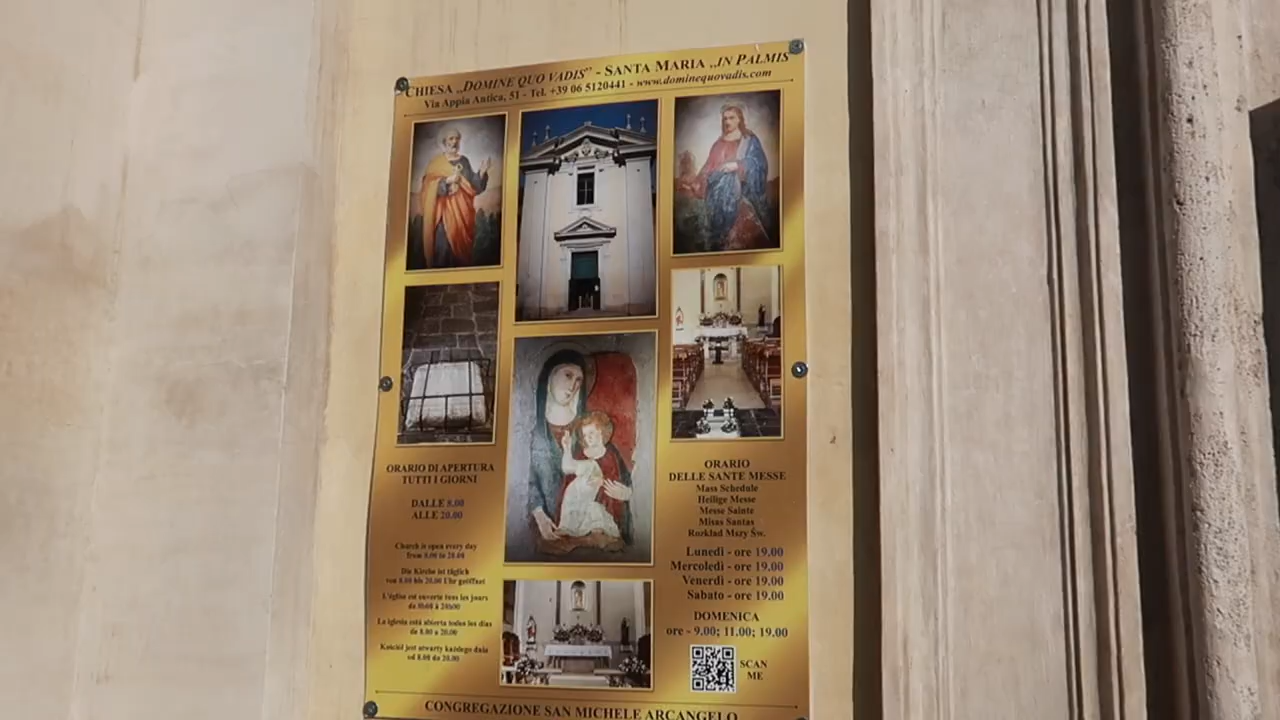 CHIESA „DOMINE QUO VADIS" - SANTA MARIA „IN PALMIS
Via Appia Antica, 51 - Tel. +39 06 5120441 - www.dominequovadis.com
ORARIO DI APERTURA
TUTTI I GIORNI
DALLE 8.00
ALLE 20.00
Church is open every day
from 8.00 to 20.00
Die Kirche ist täglich
von 8.00 bis 20.00 Uhr geöffnet
L'église est ouverte tous les jours
de 8h00 à 20h00
La iglesia está abierta todos los días
de 8.00 a 20.00
Kościół jest otwarty każdego dnia
od 8.00 do 20.00
ORARIO
DELLE SANTE MESSE
Mass Schedule
Heilige Messe
Messe Sainte
Misas Santas
Rozkład Mszy Św.
Lunedì - ore 19.00
Mercoledì - ore 19.00
Venerdì - ore 19.00
Sabato - ore 19.00
DOMENICA
ore - 9.00; 11.00; 19.00
SCAN
ME
CONGREGAZIONE SAN MICHELE ARCANGELO